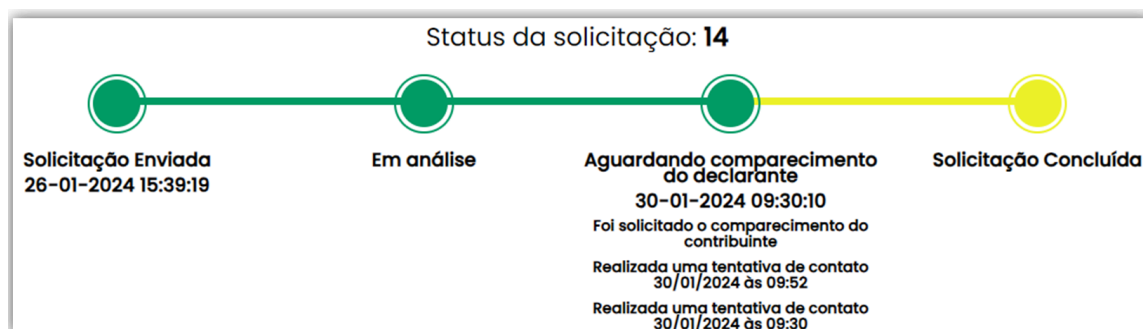 Status da solicitação: 14
Solicitação Enviada
26-01-2024 15:39:19
Em análise
Aguardando comparecimento
do declarante
30-01-2024 09:30:10
Foi solicitado o comparecimento do
contribuinte
Realizada uma tentativa de contato
30/01/2024 às 09:52
Realizada uma tentativa de contato
30/01/2024 às 09:30
Solicitação Concluída